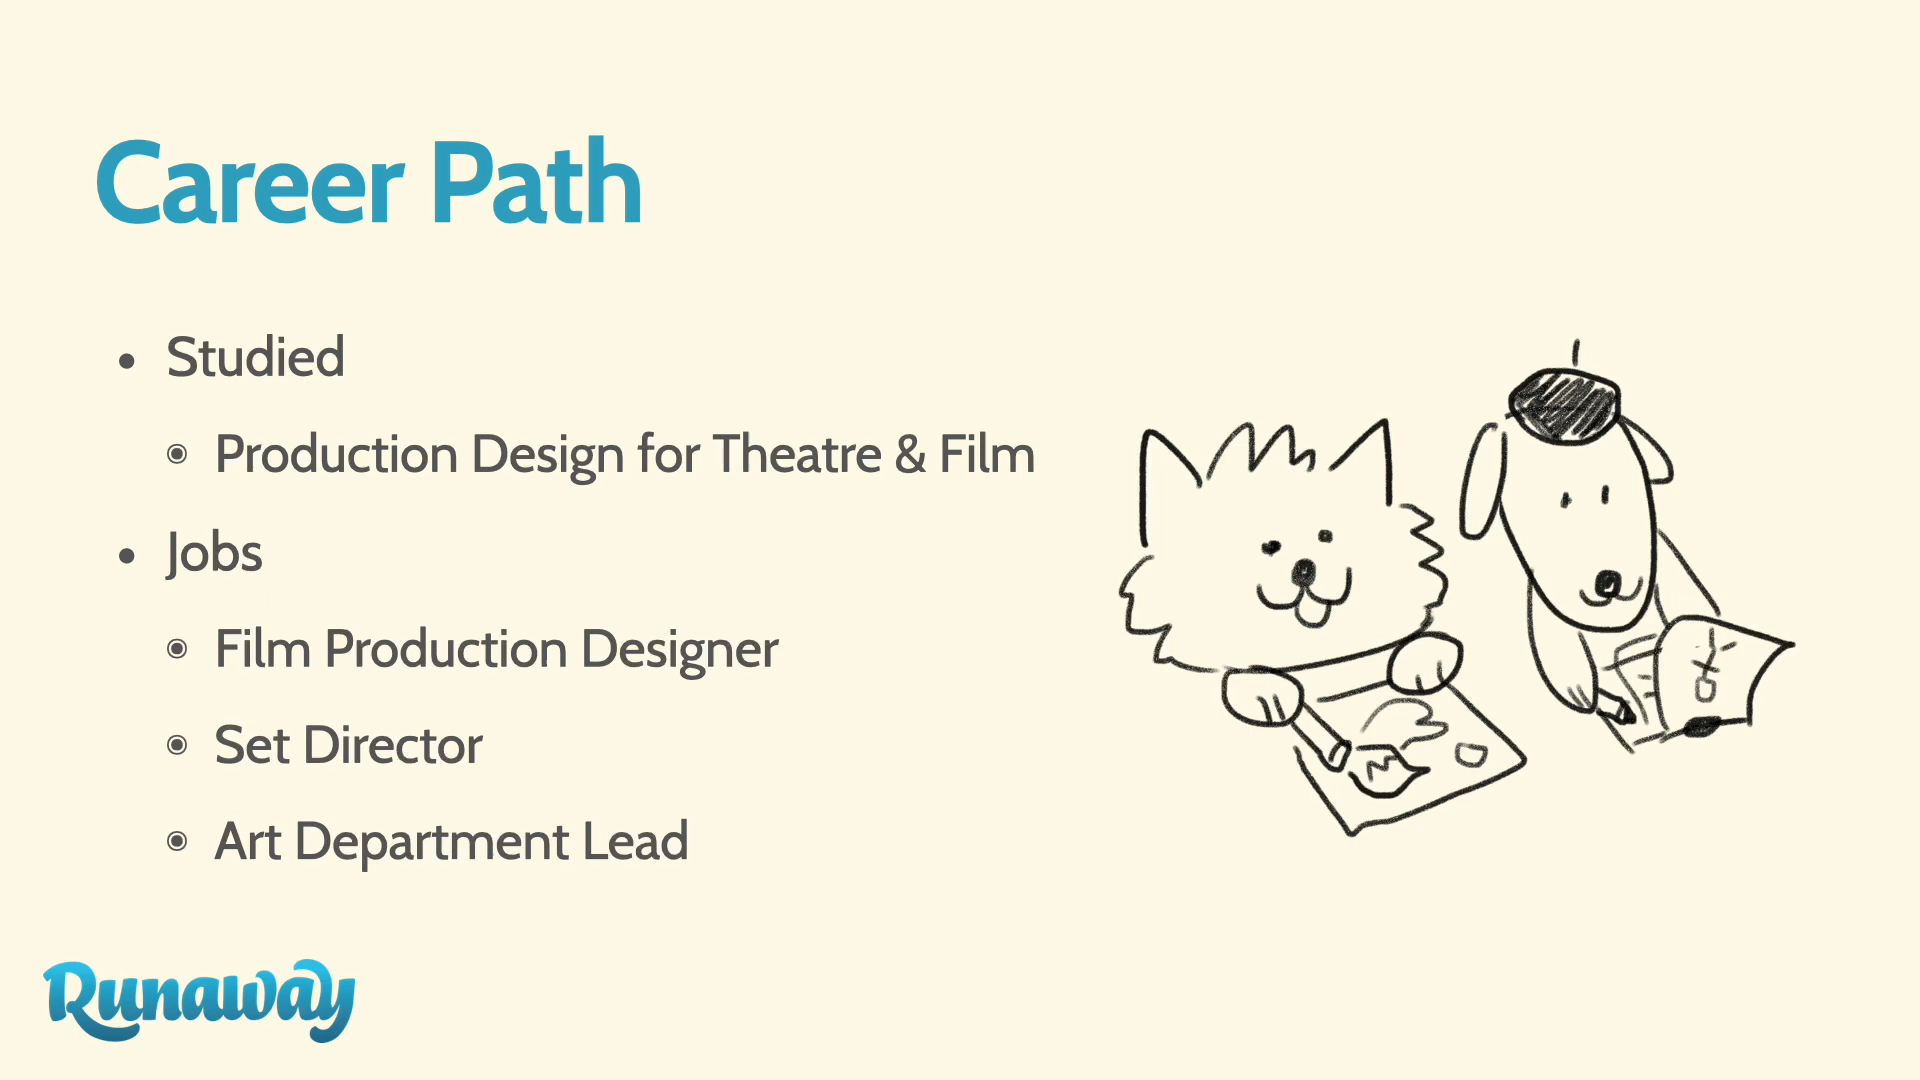 Career Path
• Studied
◉ Production Design for Theatre & Film
• Jobs
◉ Film Production Designer
◉ Set Director
◉ Art Department Lead
Runaway